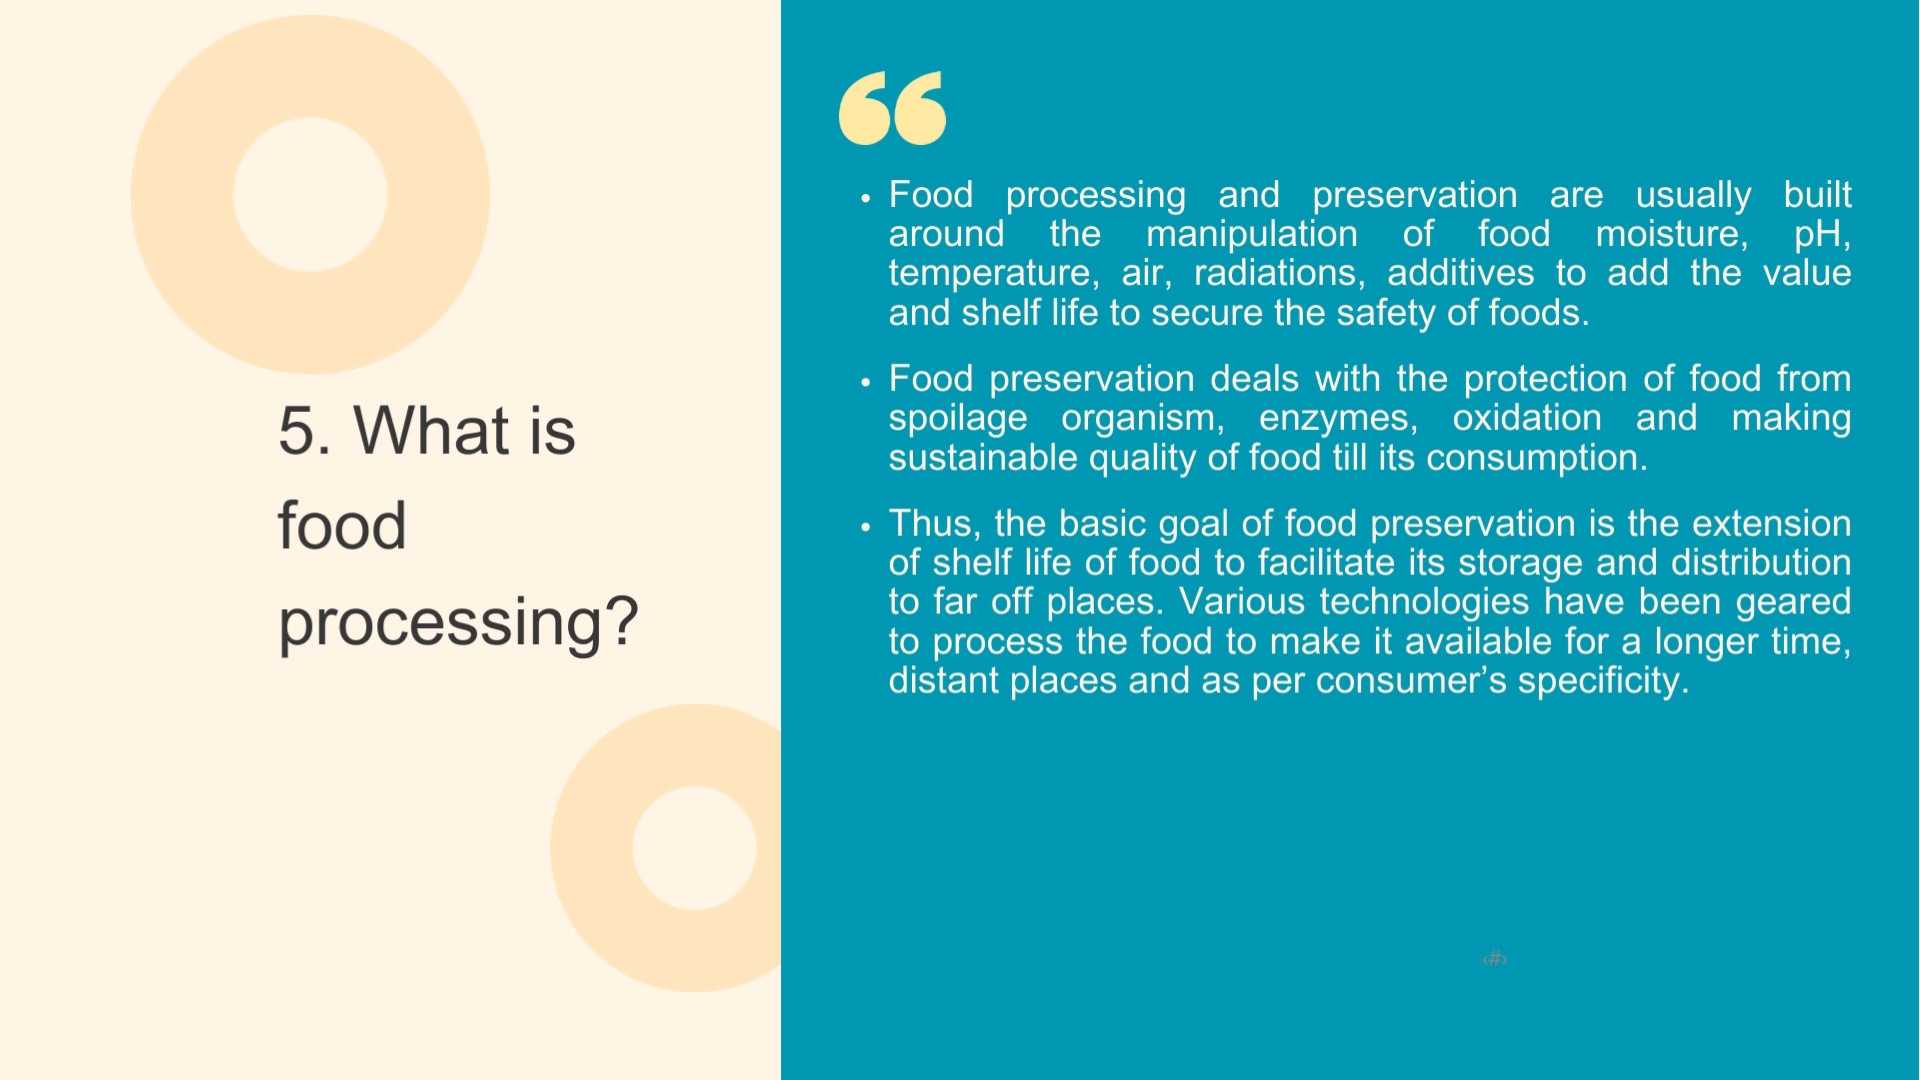 5. What is
food
processing?
“
• Food processing and preservation are usually built
around the manipulation of food moisture, pH,
temperature, air, radiations, additives to add the value
and shelf life to secure the safety of foods.
• Food preservation deals with the protection of food from
spoilage organism, enzymes, oxidation and making
sustainable quality of food till its consumption.
• Thus, the basic goal of food preservation is the extension
of shelf life of food to facilitate its storage and distribution
to far off places. Various technologies have been geared
to process the food to make it available for a longer time,
distant places and as per consumer’s specificity.
‹#›